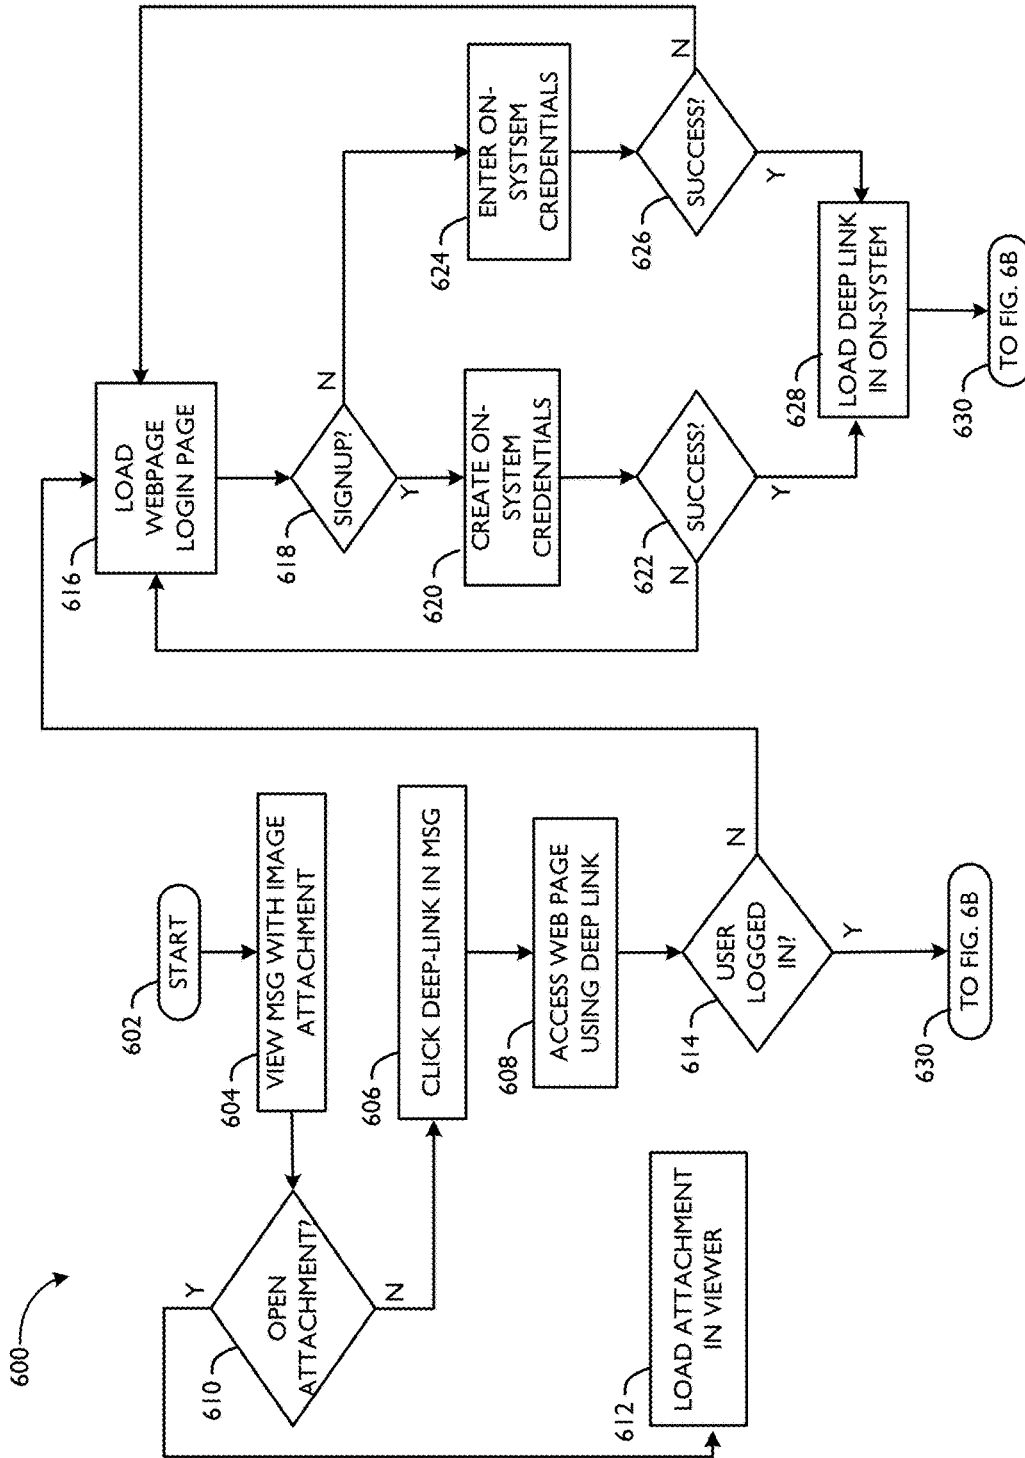 600
602
START
604
VIEW MSG WITH IMAGE
ATTACHMENT
610
OPEN
ATTACHMENT?
Y
N
612
LOAD ATTACHMENT
IN VIEWER
606
CLICK DEEP-LINK IN MSG
608
ACCESS WEB PAGE
USING DEEP LINK
614
USER
LOGGED
IN?
N
Y
630
TO FIG. 6B
616
LOAD
WEBPAGE
LOGIN PAGE
618
SIGNUP?
N
Y
620
CREATE ON-
SYSTEM
CREDENTIALS
622
SUCCESS?
N
Y
624
ENTER ON-
SYSTSEM
CREDENTIALS
626
SUCCESS?
N
Y
628
LOAD DEEP LINK
IN ON-SYSTEM
630
TO FIG. 6B